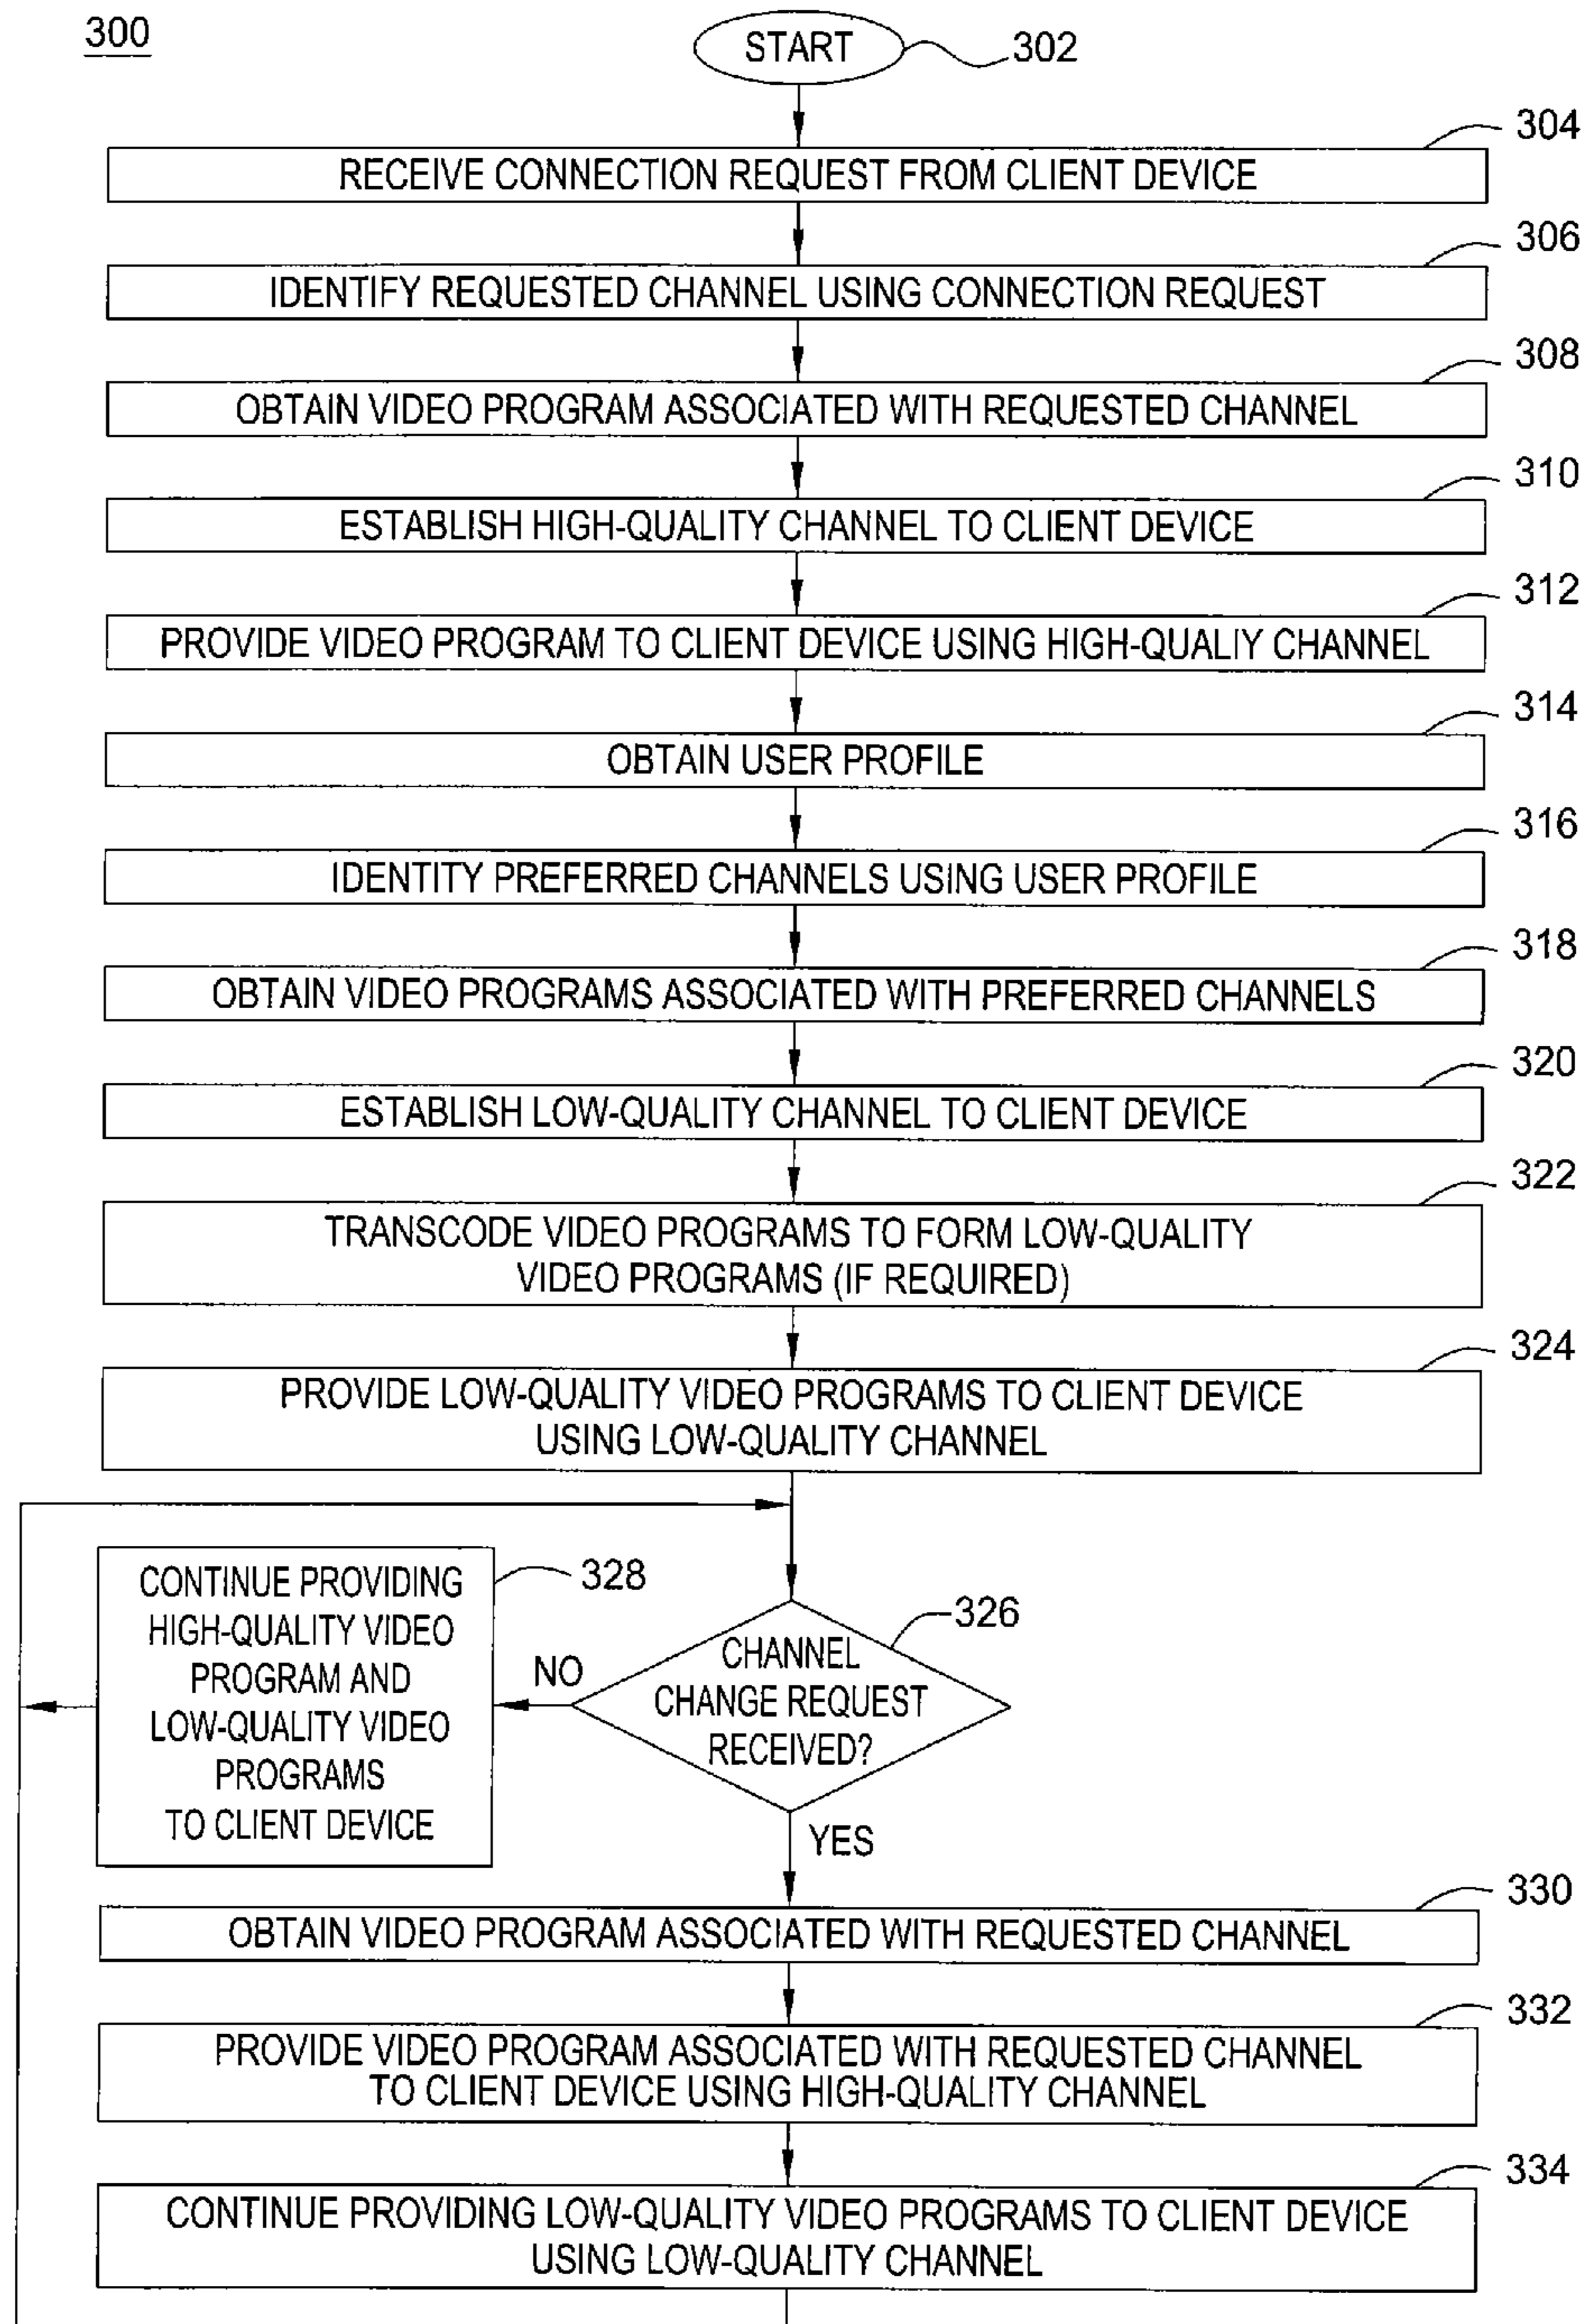 300
START
302
304
RECEIVE CONNECTION REQUEST FROM CLIENT DEVICE
306
IDENTIFY REQUESTED CHANNEL USING CONNECTION REQUEST
308
OBTAIN VIDEO PROGRAM ASSOCIATED WITH REQUESTED CHANNEL
310
ESTABLISH HIGH-QUALITY CHANNEL TO CLIENT DEVICE
312
PROVIDE VIDEO PROGRAM TO CLIENT DEVICE USING HIGH-QUALIY CHANNEL
314
OBTAIN USER PROFILE
316
IDENTITY PREFERRED CHANNELS USING USER PROFILE
318
OBTAIN VIDEO PROGRAMS ASSOCIATED WITH PREFERRED CHANNELS
320
ESTABLISH LOW-QUALITY CHANNEL TO CLIENT DEVICE
322
TRANSCODE VIDEO PROGRAMS TO FORM LOW-QUALITY
VIDEO PROGRAMS (IF REQUIRED)
324
PROVIDE LOW-QUALITY VIDEO PROGRAMS TO CLIENT DEVICE
USING LOW-QUALITY CHANNEL
CONTINUE PROVIDING
HIGH-QUALITY VIDEO
PROGRAM AND
LOW-QUALITY VIDEO
PROGRAMS
TO CLIENT DEVICE
328
326
NO
CHANNEL
CHANGE REQUEST
RECEIVED?
YES
330
OBTAIN VIDEO PROGRAM ASSOCIATED WITH REQUESTED CHANNEL
332
PROVIDE VIDEO PROGRAM ASSOCIATED WITH REQUESTED CHANNEL
TO CLIENT DEVICE USING HIGH-QUALITY CHANNEL
334
CONTINUE PROVIDING LOW-QUALITY VIDEO PROGRAMS TO CLIENT DEVICE
USING LOW-QUALITY CHANNEL